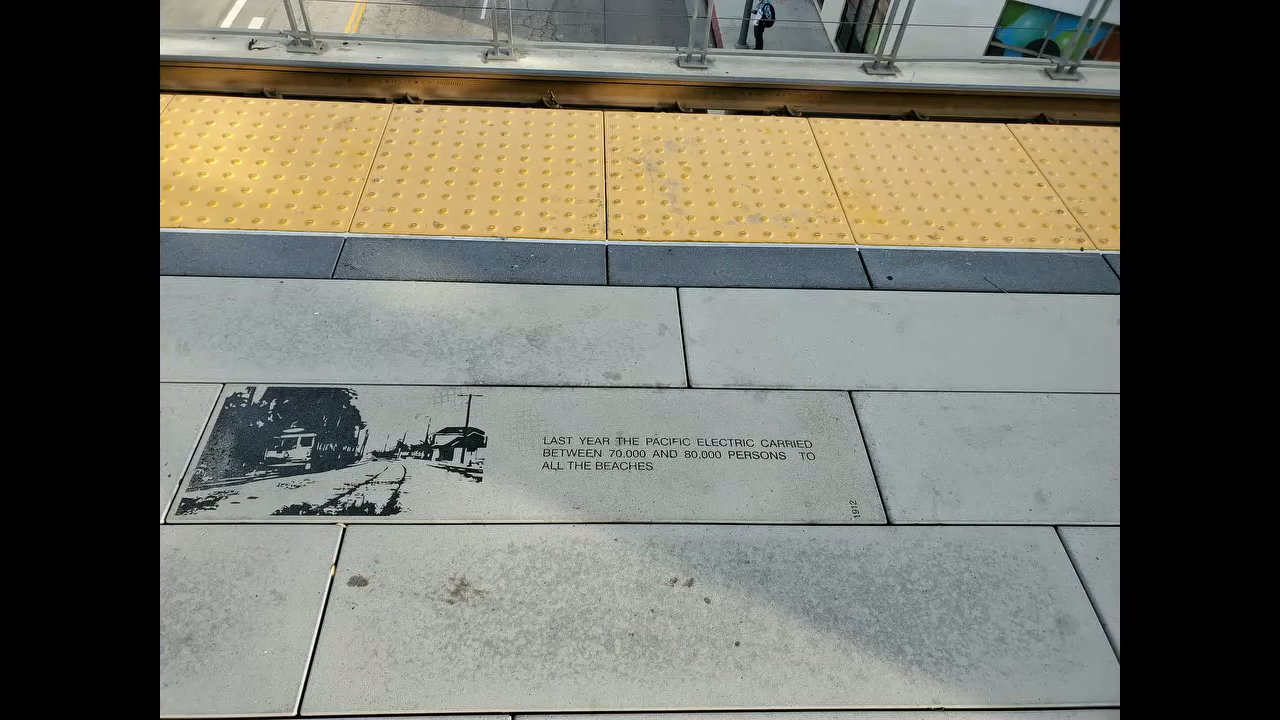 LAST YEAR THE PACIFIC ELECTRIC CARRIED
BETWEEN 70.000 AND 80,000 PERSONS TO
ALL THE BEACHES.
1912